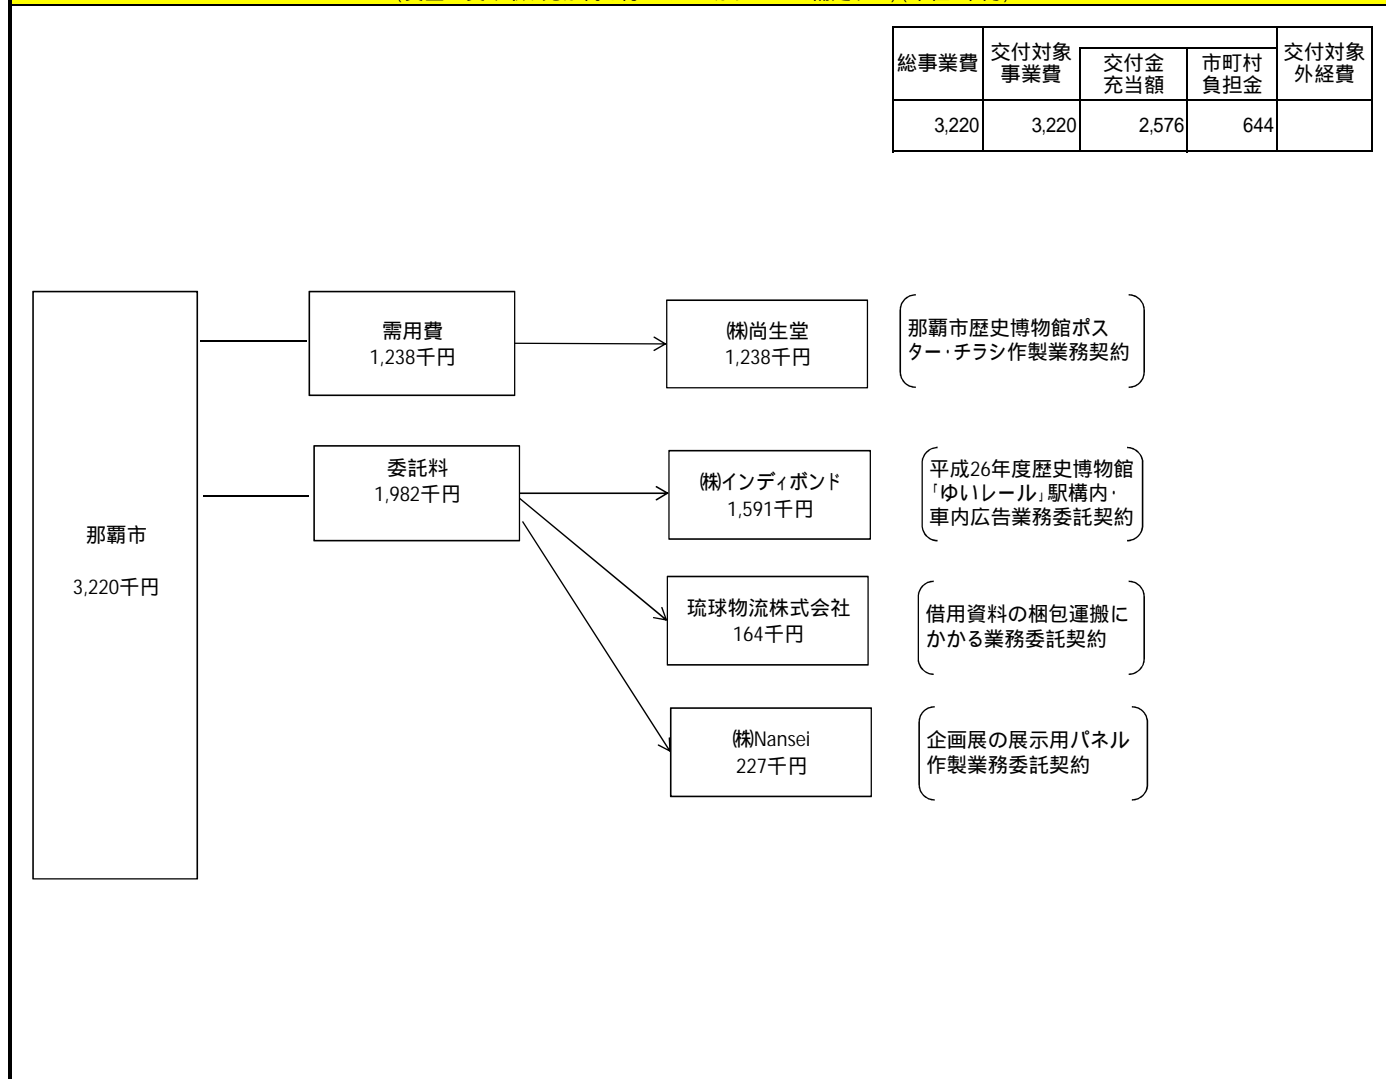 総事業費
交付対象
事業費
交付金
充当額
市町村
負担金
交付対象
外経費
3,220
3,220
2,576
644
那覇市
3,220千円
需用費
1,238千円
㈱尚生堂
1,238千円
那覇市歴史博物館ポス
ター・チラシ作製業務契約
委託料
1,982千円
㈱インディボンド
1,591千円
平成26年度歴史博物館
「ゆいレール」駅構内・
車内広告業務委託契約
琉球物流株式会社
164千円
借用資料の梱包運搬に
かかる業務委託契約
㈱Nansei
227千円
企画展の展示用パネル
作製業務委託契約